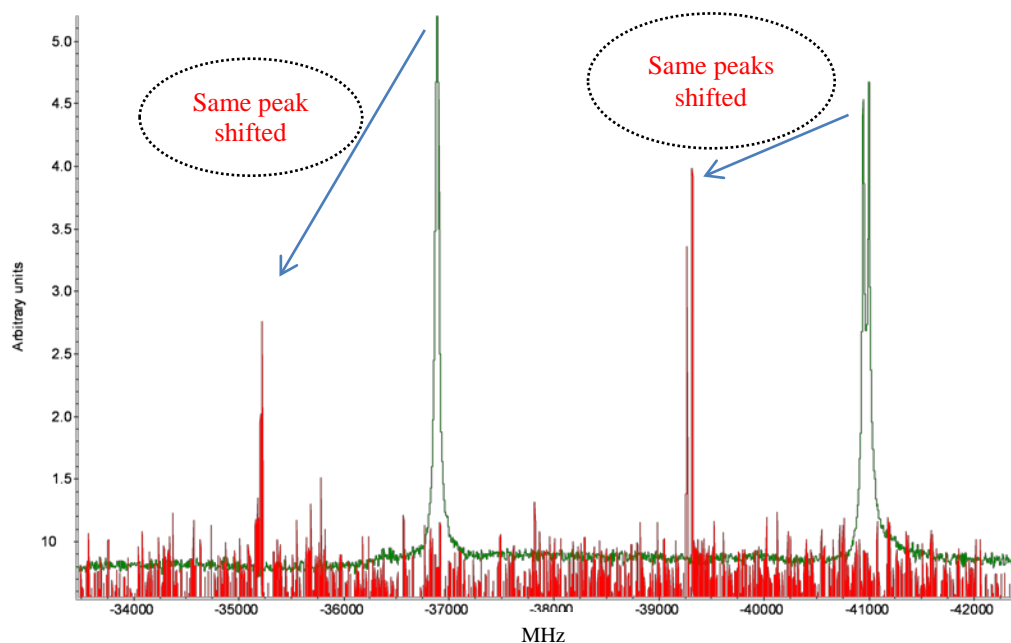 Same peak
shifted
Same peaks
shifted
Arbitrary units
5.0
4.5
4.0
3.5
3.0
2.5
2.0
1.5
10
-34000 -35000 -36000 -37000 -38000 -39000 -40000 -41000 -42000
MHz